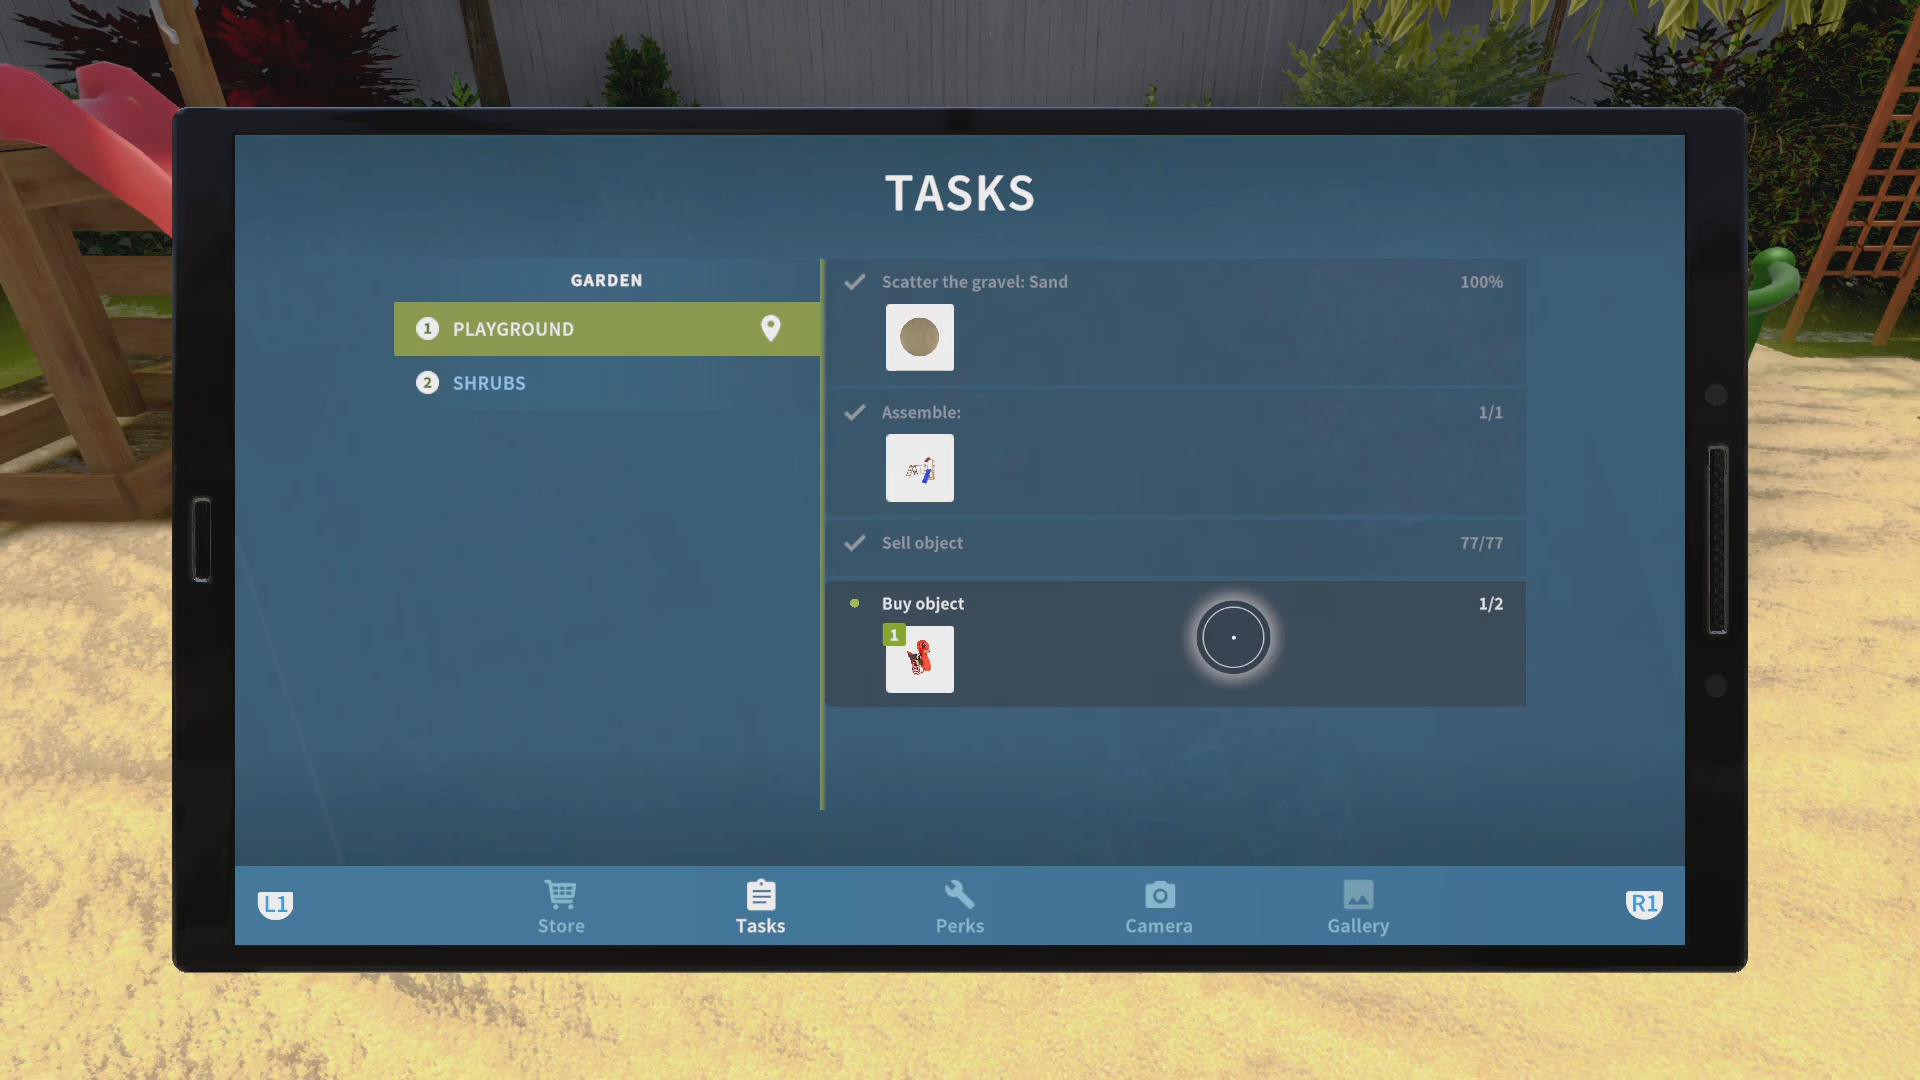 TASKS
GARDEN
1 PLAYGROUND
2 SHRUBS
Scatter the gravel: Sand 100%
Assemble: 1/1
Sell object 77/77
Buy object 1/2
1
L1
Store
Tasks
Perks
Camera
Gallery
R1